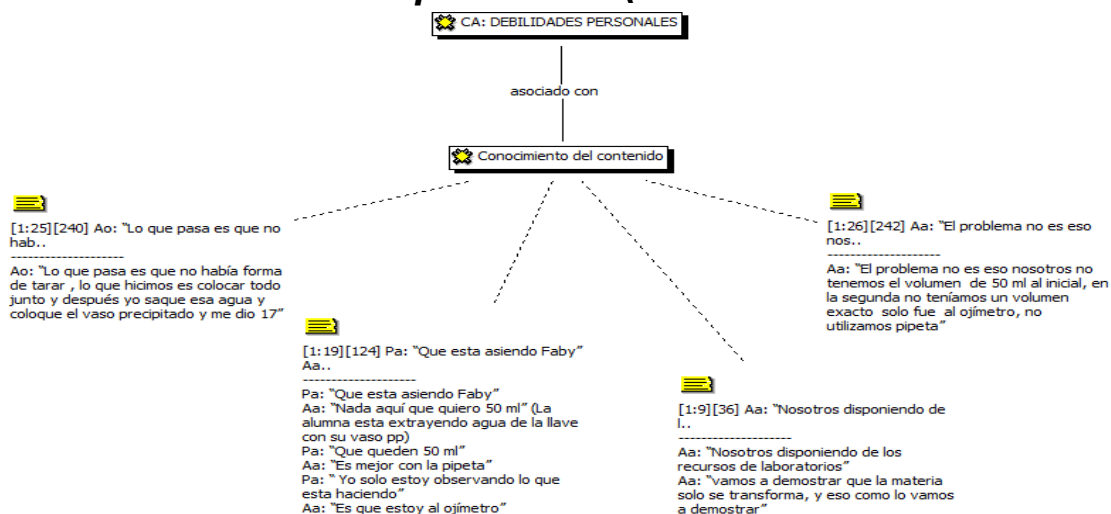 CA: DEBILIDADES PERSONALES
asociado con
Conocimiento del contenido
[1:25][240] Ao: “Lo que pasa es que no
hab..
--------------------
Ao: “Lo que pasa es que no había forma
de tarar , lo que hicimos es colocar todo
junto y después yo saque esa agua y
coloque el vaso precipitado y me dio 17”
[1:19][124] Pa: “Que esta asiendo Faby”
Aa..
--------------------
Pa: “Que esta asiendo Faby”
Aa: “Nada aquí que quiero 50 ml” (La
alumna esta extrayendo agua de la llave
con su vaso pp)
Pa: “Que queden 50 ml”
Aa: “Es mejor con la pipeta”
Pa: “ Yo solo estoy observando lo que
esta haciendo”
Aa: “Es que estoy al ojímetro”
[1:9][36] Aa: “Nosotros disponiendo de
l..
--------------------
Aa: “Nosotros disponiendo de los
recursos de laboratorios”
Aa: “vamos a demostrar que la materia
solo se transforma, y eso como lo vamos
a demostrar”
[1:26][242] Aa: “El problema no es eso
nos..
--------------------
Aa: “El problema no es eso nosotros no
tenemos el volumen  de 50 ml al inicial, en
la segunda no teníamos un volumen
exacto  solo fue  al ojímetro, no
utilizamos pipeta”